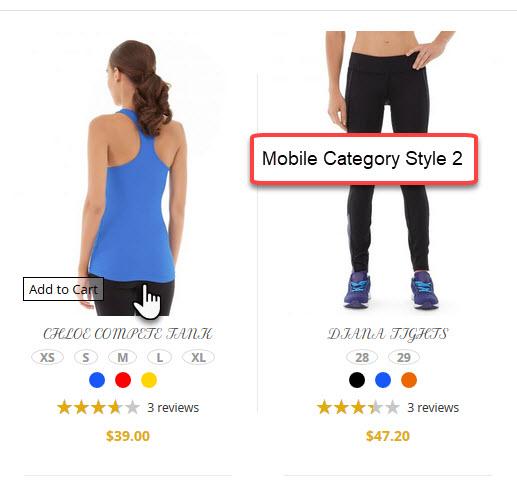 Mobile Category Style 2
Add to Cart
CHLOE COMPETE TANK
XS S M L XL
3 reviews
$39.00
DIANA TIGHTS
28 29
3 reviews
$47.20